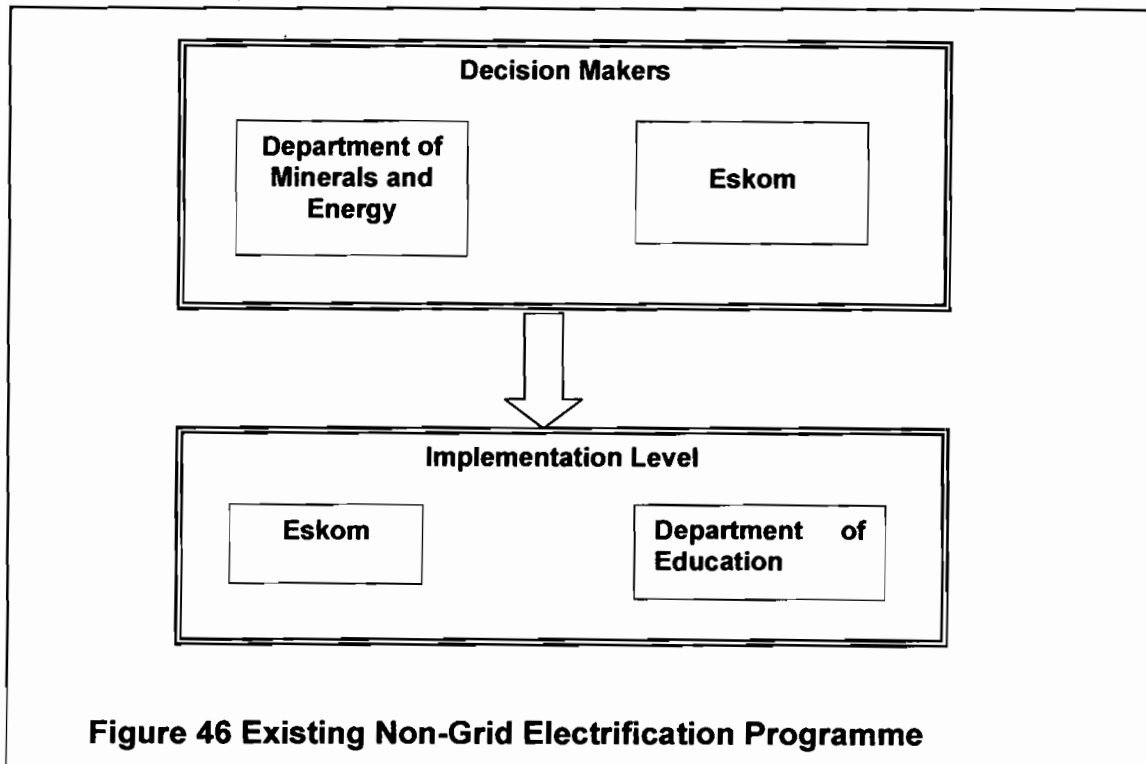 Decision Makers
Department of
Minerals and
Energy
Eskom
Implementation Level
Eskom
Department of
Education
Figure 46 Existing Non-Grid Electrification Programme